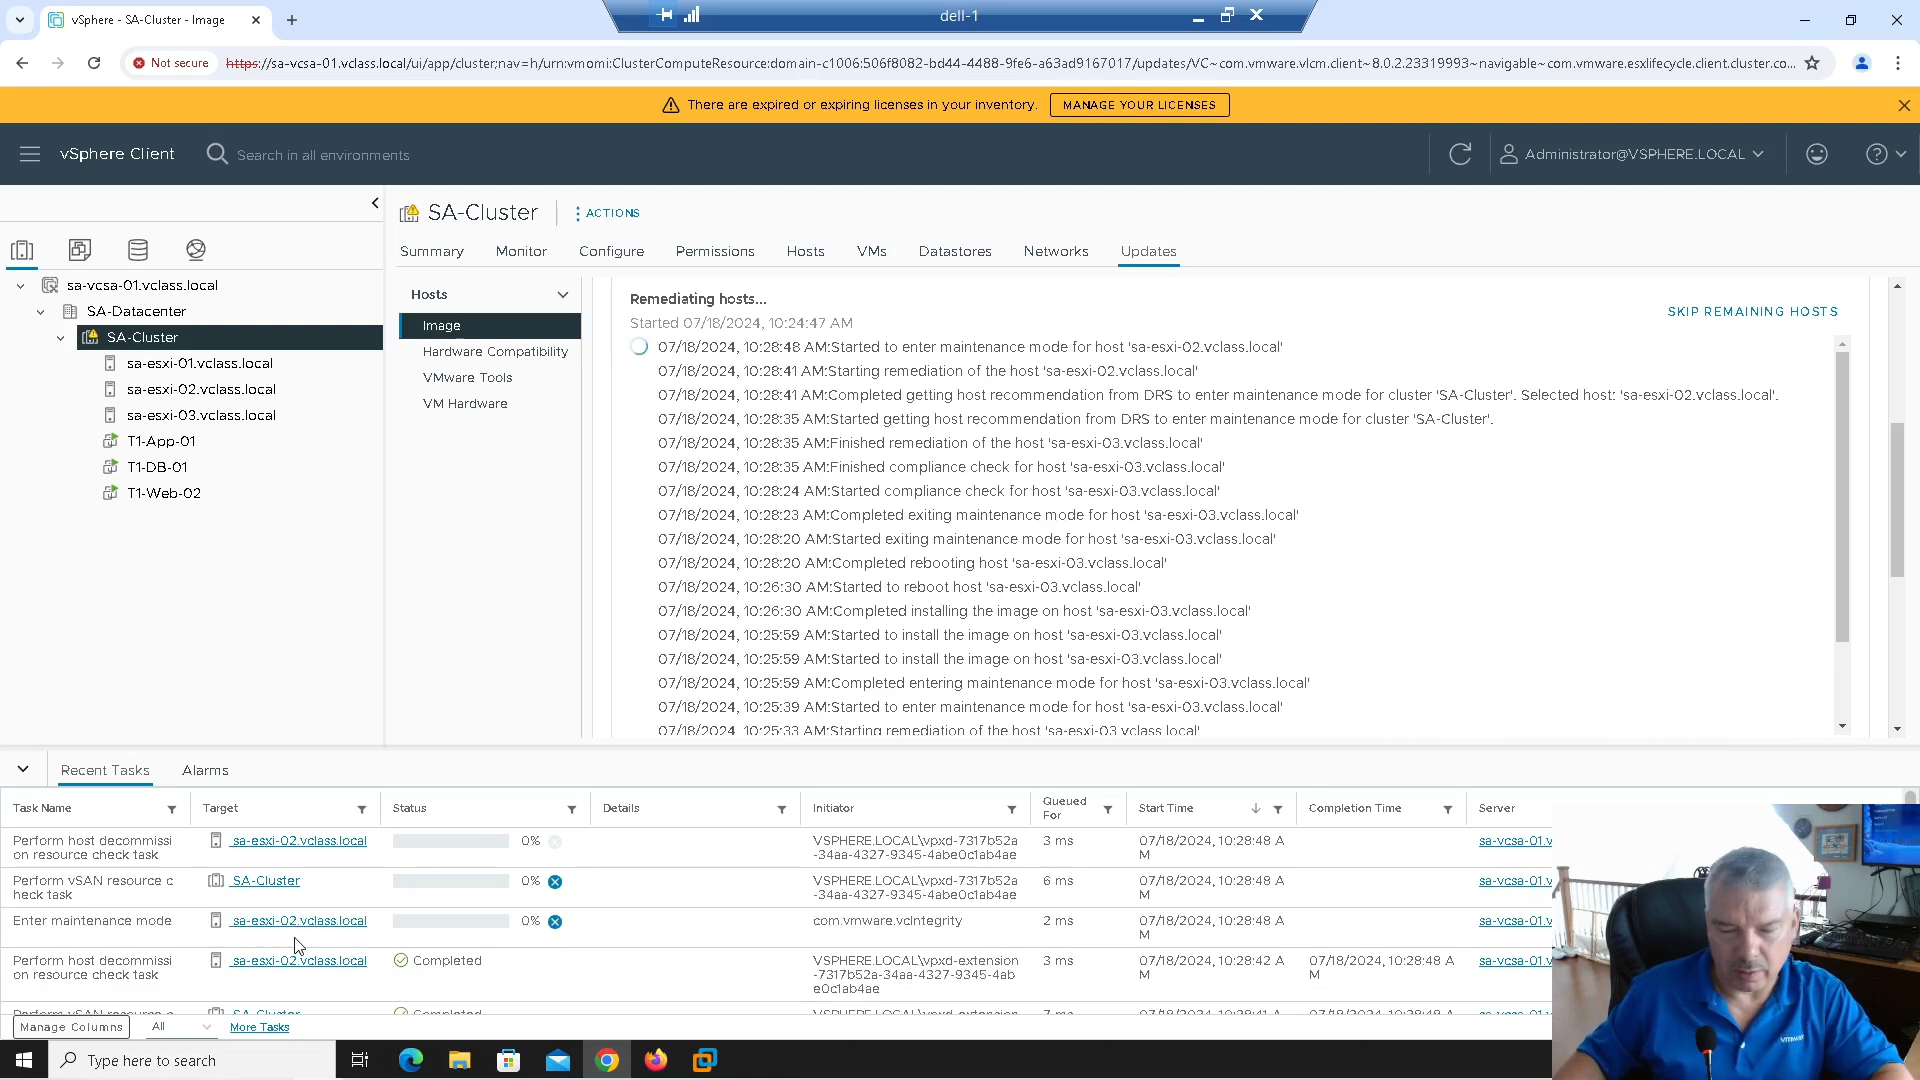 vSphere - SA-Cluster - Image
dell-1
Not secure
https://sa-vcsa-01.vclass.local/ui/app/cluster;nav=h/urn:vmomi:ClusterComputeResource:domain-c1006:506f8082-bd44-4488-9fe6-a63ad9167017/updates/VC~com.vmware.vlcm.client~8.0.2.23319993~navigable~com.vmware.esxlifecycle.client.cluster.co...
There are expired or expiring licenses in your inventory.
MANAGE YOUR LICENSES
vSphere Client
Search in all environments
Administrator@VSPHERE.LOCAL
SA-Cluster
ACTIONS
Summary
Monitor
Configure
Permissions
Hosts
VMs
Datastores
Networks
Updates
sa-vcsa-01.vclass.local
SA-Datacenter
SA-Cluster
sa-esxi-01.vclass.local
sa-esxi-02.vclass.local
sa-esxi-03.vclass.local
T1-App-01
T1-DB-01
T1-Web-02
Hosts
Image
Hardware Compatibility
VMware Tools
VM Hardware
Remediating hosts...
SKIP REMAINING HOSTS
Started 07/18/2024, 10:24:47 AM
07/18/2024, 10:28:48 AM:Started to enter maintenance mode for host 'sa-esxi-02.vclass.local'
07/18/2024, 10:28:41 AM:Starting remediation of the host 'sa-esxi-02.vclass.local'
07/18/2024, 10:28:41 AM:Completed getting host recommendation from DRS to enter maintenance mode for cluster 'SA-Cluster'. Selected host: 'sa-esxi-02.vclass.local'.
07/18/2024, 10:28:35 AM:Started getting host recommendation from DRS to enter maintenance mode for cluster 'SA-Cluster'.
07/18/2024, 10:28:35 AM:Finished remediation of the host 'sa-esxi-03.vclass.local'
07/18/2024, 10:28:35 AM:Finished compliance check for host 'sa-esxi-03.vclass.local'
07/18/2024, 10:28:24 AM:Started compliance check for host 'sa-esxi-03.vclass.local'
07/18/2024, 10:28:23 AM:Completed exiting maintenance mode for host 'sa-esxi-03.vclass.local'
07/18/2024, 10:28:20 AM:Started exiting maintenance mode for host 'sa-esxi-03.vclass.local'
07/18/2024, 10:28:20 AM:Completed rebooting host 'sa-esxi-03.vclass.local'
07/18/2024, 10:26:30 AM:Started to reboot host 'sa-esxi-03.vclass.local'
07/18/2024, 10:26:30 AM:Completed installing the image on host 'sa-esxi-03.vclass.local'
07/18/2024, 10:25:59 AM:Started to install the image on host 'sa-esxi-03.vclass.local'
07/18/2024, 10:25:59 AM:Started to install the image on host 'sa-esxi-03.vclass.local'
07/18/2024, 10:25:59 AM:Completed entering maintenance mode for host 'sa-esxi-03.vclass.local'
07/18/2024, 10:25:39 AM:Started to enter maintenance mode for host 'sa-esxi-03.vclass.local'
07/18/2024, 10:25:33 AM:Starting remediation of the host 'sa-esxi-03.vclass.local'
Recent Tasks
Alarms
Task Name
Target
Status
Details
Initiator
Queued For
Start Time
Completion Time
Server
Perform host decommissi
on resource check task
sa-esxi-02.vclass.local
0%
VSPHERE.LOCAL\vpxd-7317b52a
-34aa-4327-9345-4abe0c1ab4ae
3 ms
07/18/2024, 10:28:48 A
M
sa-vcsa-01.v
Perform vSAN resource c
heck task
SA-Cluster
0%
VSPHERE.LOCAL\vpxd-7317b52a
-34aa-4327-9345-4abe0c1ab4ae
6 ms
07/18/2024, 10:28:48 A
M
sa-vcsa-01.v
Enter maintenance mode
sa-esxi-02.vclass.local
0%
com.vmware.vcIntegrity
2 ms
07/18/2024, 10:28:48 A
M
sa-vcsa-01.v
Perform host decommissi
on resource check task
sa-esxi-02.vclass.local
Completed
VSPHERE.LOCAL\vpxd-extension
-7317b52a-34aa-4327-9345-4ab
e0c1ab4ae
3 ms
07/18/2024, 10:28:42 A
M
07/18/2024, 10:28:48 A
M
sa-vcsa-01.v
Manage Columns
All
More Tasks
Type here to search
vmware